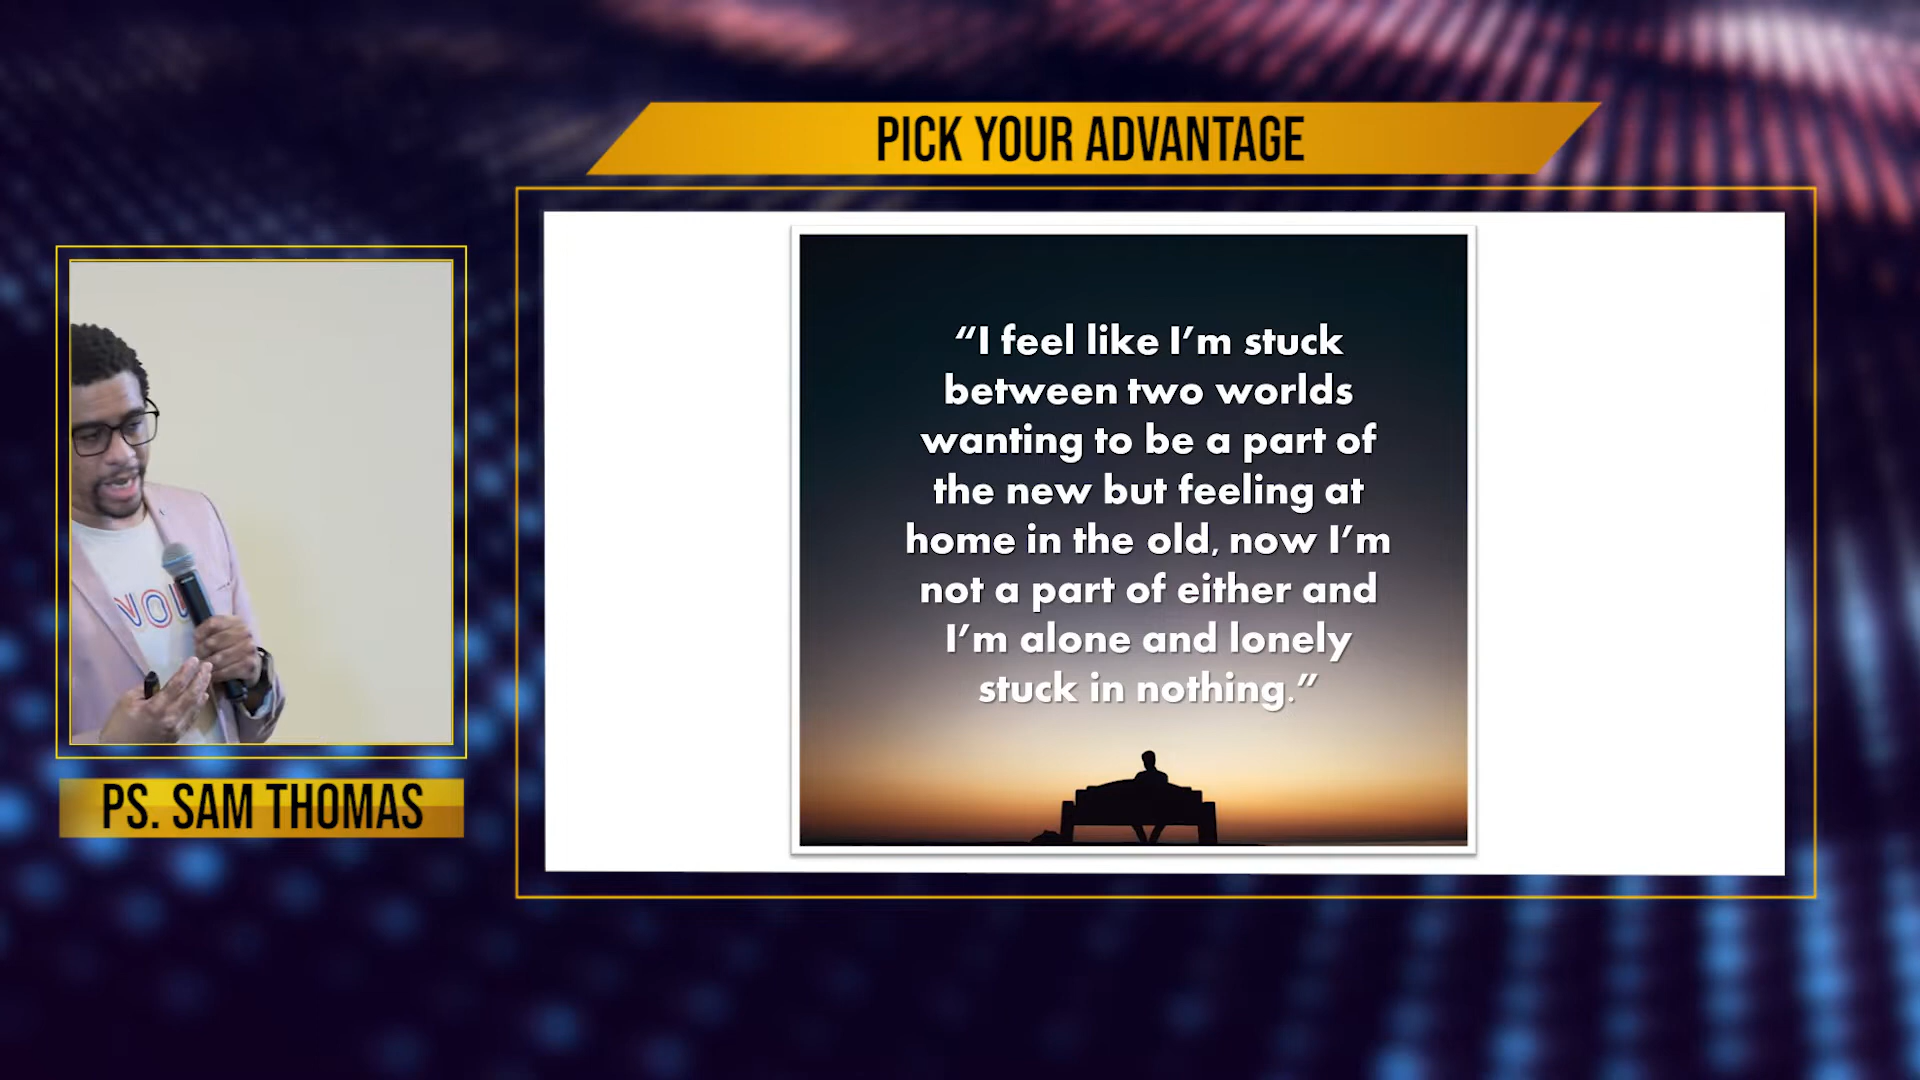 PICK YOUR ADVANTAGE
“I feel like I’m stuck
between two worlds
wanting to be a part of
the new but feeling at
home in the old, now I’m
not a part of either and
I’m alone and lonely
stuck in nothing.”
PS. SAM THOMAS